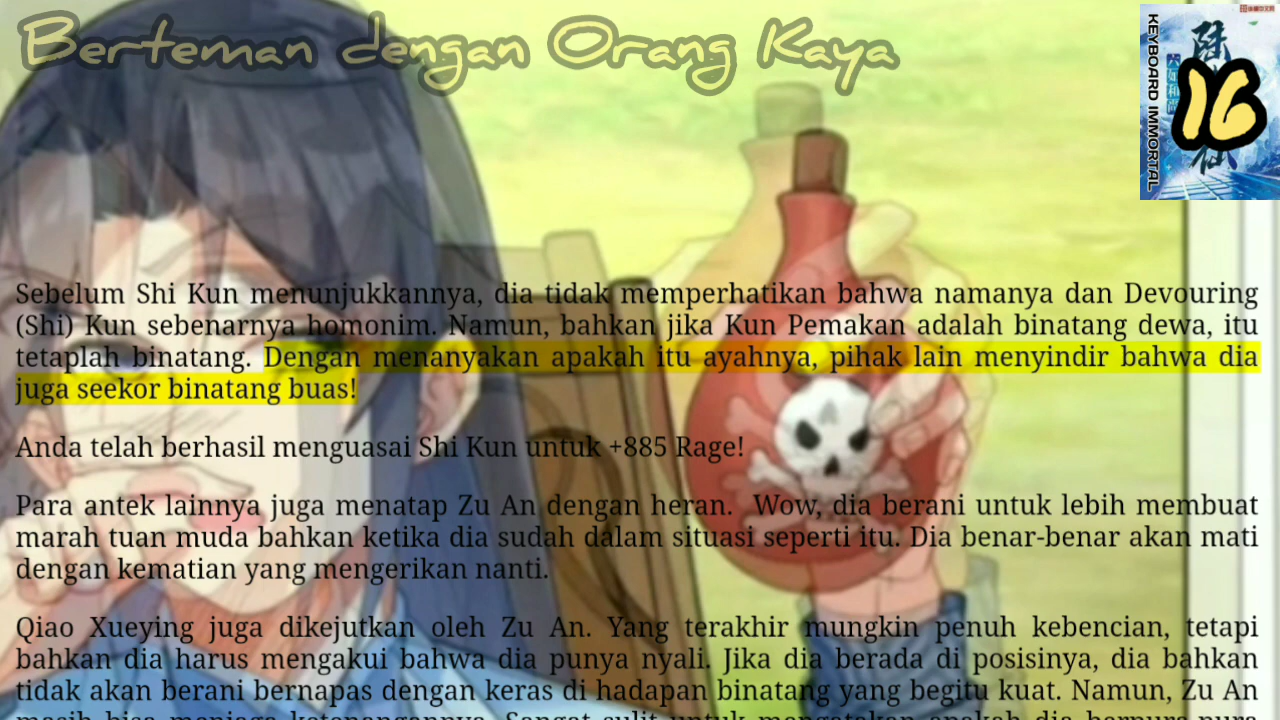 Berteman dengan Orang Kaya
KEYBOARD IMMORTAL
16
Sebelum Shi Kun menunjukkannya, dia tidak memperhatikan bahwa namanya dan Devouring
(Shi) Kun sebenarnya homonim. Namun, bahkan jika Kun Pemakan adalah binatang dewa, itu
tetaplah binatang. Dengan menanyakan apakah itu ayahnya, pihak lain menyindir bahwa dia
juga seekor binatang buas!
Anda telah berhasil menguasai Shi Kun untuk +885 Rage!
Para antek lainnya juga menatap Zu An dengan heran. Wow, dia berani untuk lebih membuat
marah tuan muda bahkan ketika dia sudah dalam situasi seperti itu. Dia benar-benar akan mati
dengan kematian yang mengerikan nanti.
Qiao Xueying juga dikejutkan oleh Zu An. Yang terakhir mungkin penuh kebencian, tetapi
bahkan dia harus mengakui bahwa dia punya nyali. Jika dia berada di posisinya, dia bahkan
tidak akan berani bernapas dengan keras di hadapan binatang yang begitu kuat. Namun, Zu An